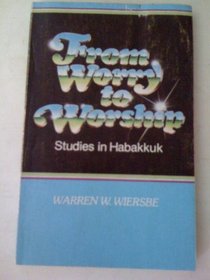 From
Worry
to
Worship
Studies in Habakkuk
WARREN W. WIERSBE